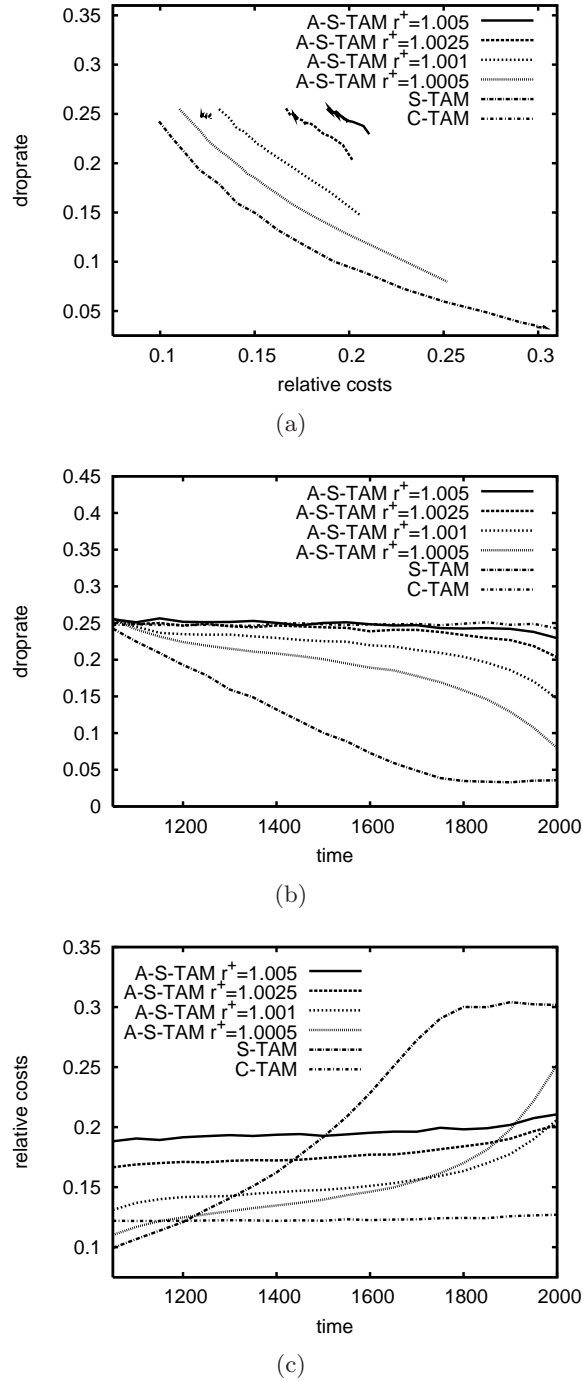 A-S-TAM r+=1.005
A-S-TAM r+=1.0025
A-S-TAM r+=1.001
A-S-TAM r+=1.0005
S-TAM
C-TAM
0.35
0.3
0.25
0.2
0.15
0.1
0.05
droprate
0.1 0.15 0.2 0.25 0.3
relative costs
(a)
A-S-TAM r+=1.005
A-S-TAM r+=1.0025
A-S-TAM r+=1.001
A-S-TAM r+=1.0005
S-TAM
C-TAM
0.45
0.4
0.35
0.3
0.25
0.2
0.15
0.1
0.05
0
droprate
1200 1400 1600 1800 2000
time
(b)
A-S-TAM r+=1.005
A-S-TAM r+=1.0025
A-S-TAM r+=1.001
A-S-TAM r+=1.0005
S-TAM
C-TAM
0.35
0.3
0.25
0.2
0.15
0.1
relative costs
1200 1400 1600 1800 2000
time
(c)